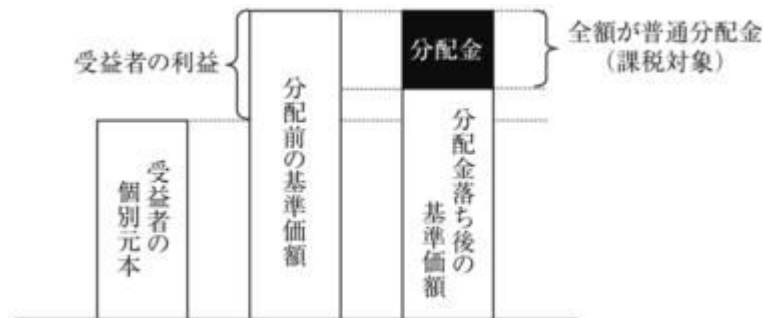 受益者の利益
受益者の
個別元本
分配前の基準価額
分配金
分配金落ち後の
基準価額
全額が普通分配金
(課税対象)